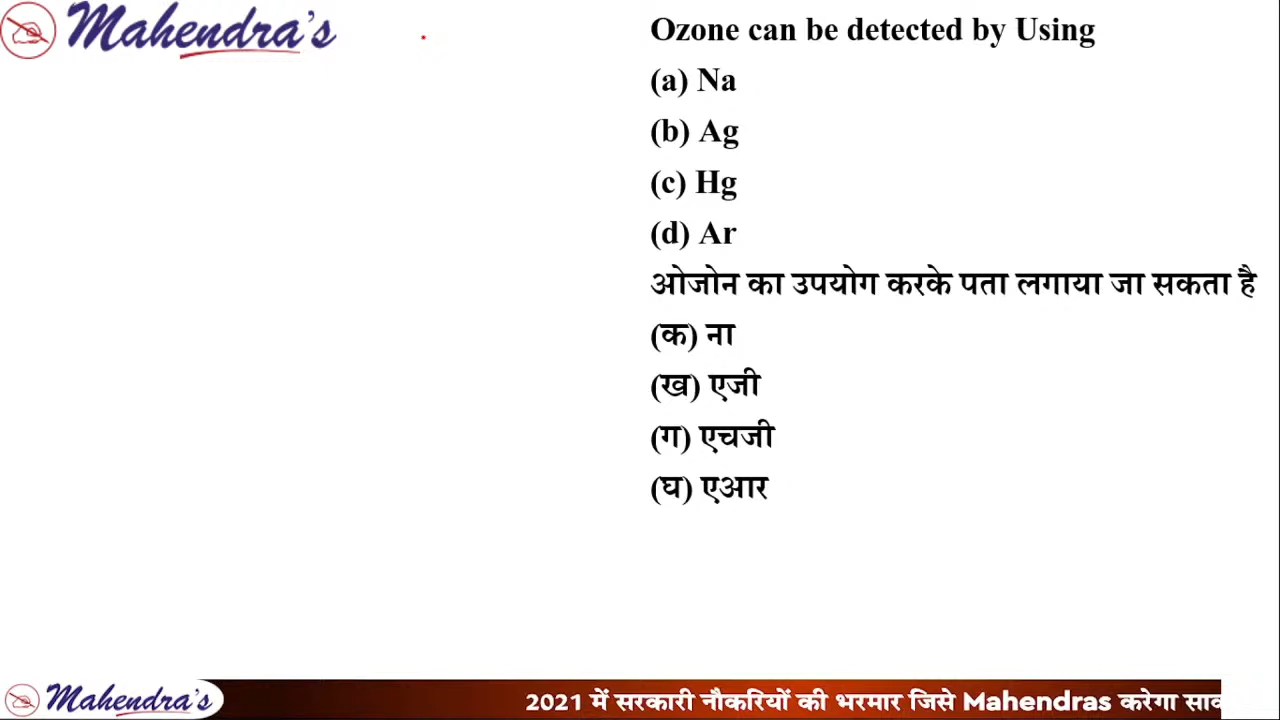 Mahendra's
Ozone can be detected by Using
(a) Na
(b) Ag
(c) Hg
(d) Ar
ओजोन का उपयोग करके पता लगाया जा सकता है
(क) ना
(ख) एजी
(ग) एचजी
(घ) एआर
Mahendra's
2021 में सरकारी नौकरियों की भरमार जिसे Mahendras करेगा